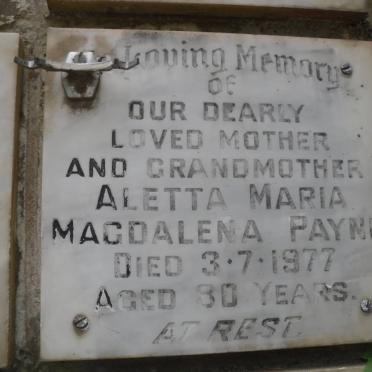 In Loving Memory
of
OUR DEARLY
LOVED MOTHER
AND GRANDMOTHER
ALETTA MARIA
MAGDALENA PAYN
DIED 3·7·1977
AGED 80 YEARS.
AT REST.